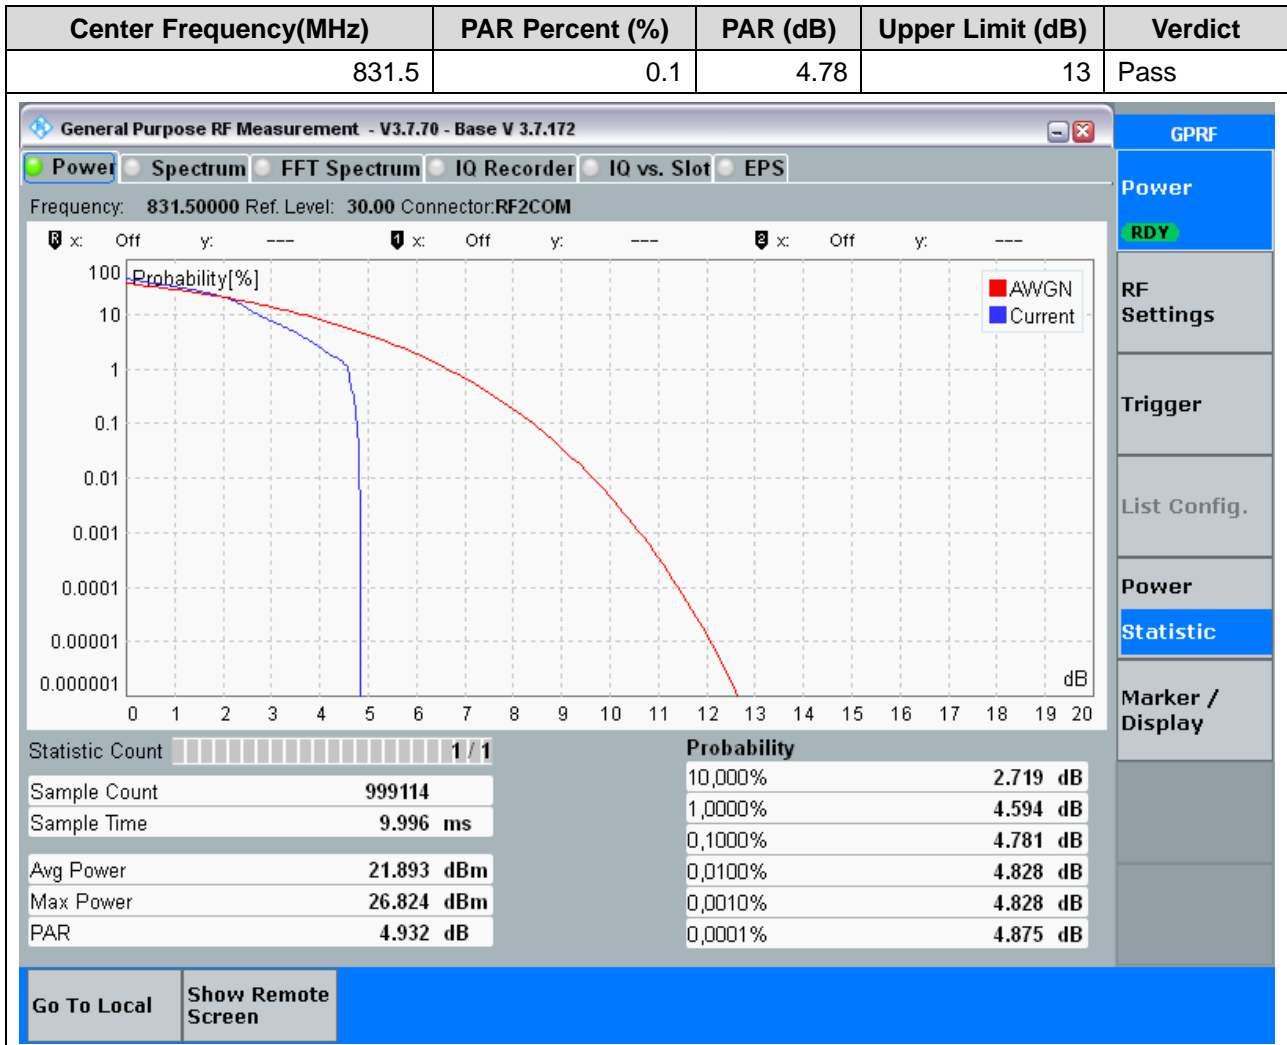 Center Frequency(MHz) PAR Percent (%) PAR (dB) Upper Limit (dB) Verdict
831.5 0.1 4.78 13 Pass
General Purpose RF Measurement - V3.7.70 - Base V 3.7.172
GPRF
Power Spectrum FFT Spectrum IQ Recorder IQ vs. Slot EPS
Power
RDY
Frequency: 831.50000 Ref. Level: 30.00 Connector:RF2COM
R x: Off y: --- 1 x: Off y: --- 2 x: Off y: ---
Probability[%]
AWGN
Current
100
10
1
0.1
0.01
0.001
0.0001
0.00001
0.000001
dB
0 1 2 3 4 5 6 7 8 9 10 11 12 13 14 15 16 17 18 19 20
RF
Settings
Trigger
List Config.
Power
Statistic
Marker /
Display
Statistic Count 1 / 1
Sample Count 999114
Sample Time 9.996 ms
Avg Power 21.893 dBm
Max Power 26.824 dBm
PAR 4.932 dB
Probability
10,000% 2.719 dB
1,0000% 4.594 dB
0,1000% 4.781 dB
0,0100% 4.828 dB
0,0010% 4.828 dB
0,0001% 4.875 dB
Go To Local
Show Remote
Screen